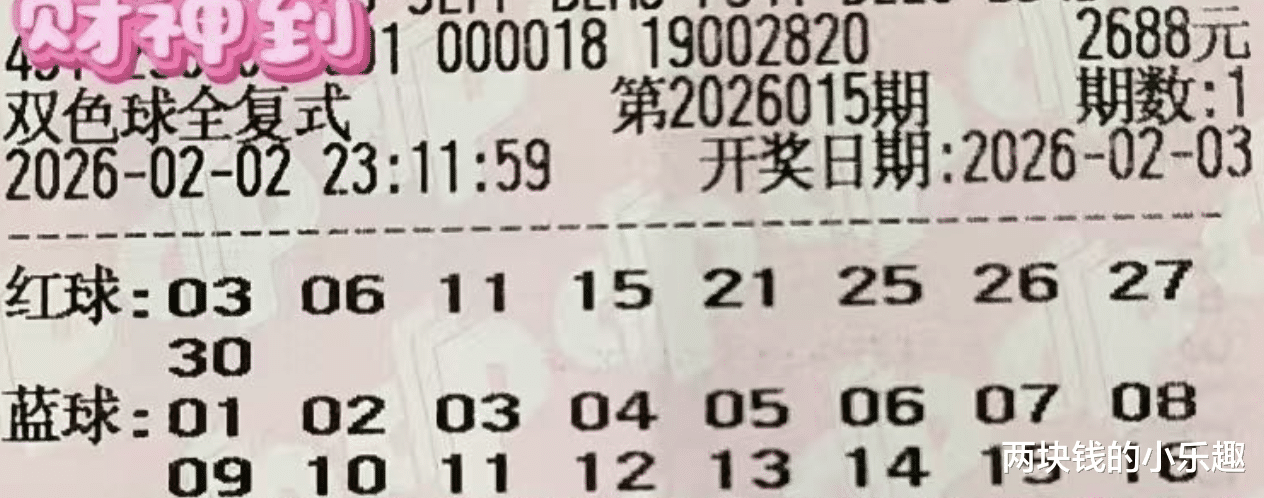 财神到
1 000018 19002820 2688元
双色球全复式 第2026015期 期数:1
2026-02-02 23:11:59 开奖日期:2026-02-03
红球:03 06 11 15 21 25 26 27
30
蓝球:01 02 03 04 05 06 07 08
09 10 11 12 13 14
两块钱的小乐趣